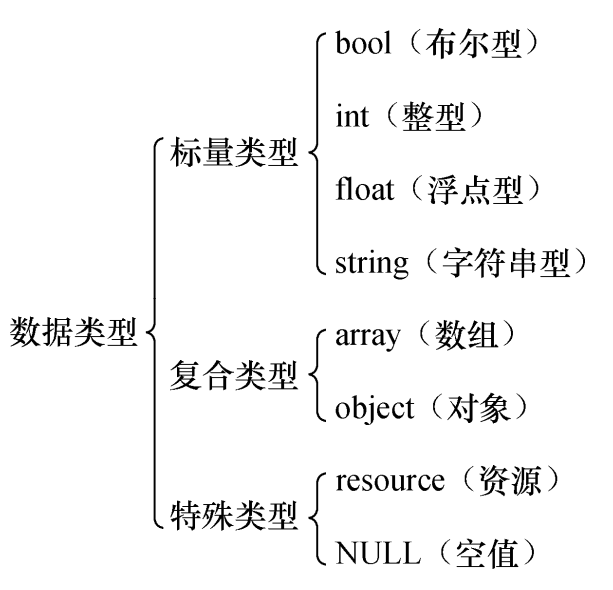 数据类型
标量类型
bool（布尔型）
int（整型）
float（浮点型）
string（字符串型）
复合类型
array（数组）
object（对象）
特殊类型
resource（资源）
NULL（空值）